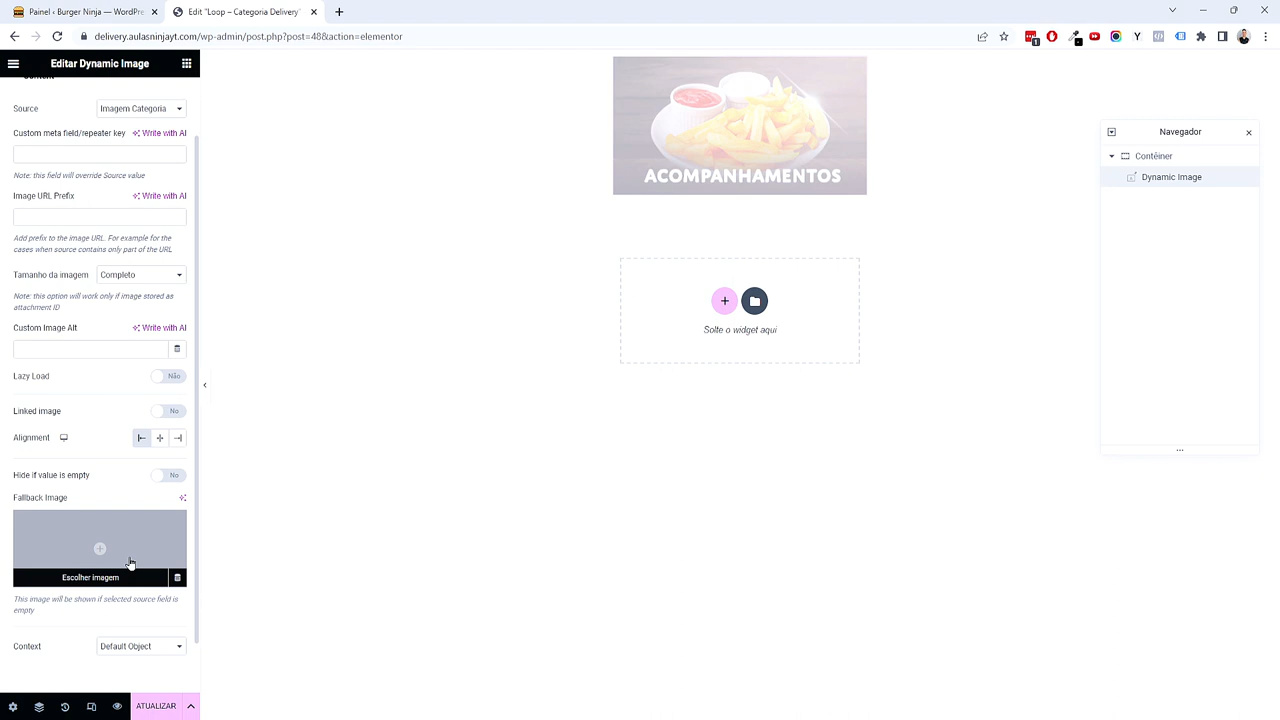 Painel ‹ Burger Ninja — WordPre
Edit "Loop – Categoria Delivery"
delivery.aulasninjayt.com/wp-admin/post.php?post=48&action=elementor
Editar Dynamic Image
Content
Source
Imagem Categoria
Custom meta field/repeater key
Write with AI
Note: this field will override Source value
Image URL Prefix
Write with AI
Add prefix to the image URL. For example for the
cases when source contains only part of the URL
Tamanho da imagem
Completo
Note: this option will work only if image stored as
attachment ID
Custom Image Alt
Write with AI
Lazy Load
Não
Linked image
No
Alignment
Hide if value is empty
No
Fallback Image
Escolher imagem
This image will be shown if selected source field is
empty
Context
Default Object
ATUALIZAR
ACOMPANHAMENTOS
Solte o widget aqui
Navegador
Contêiner
Dynamic Image